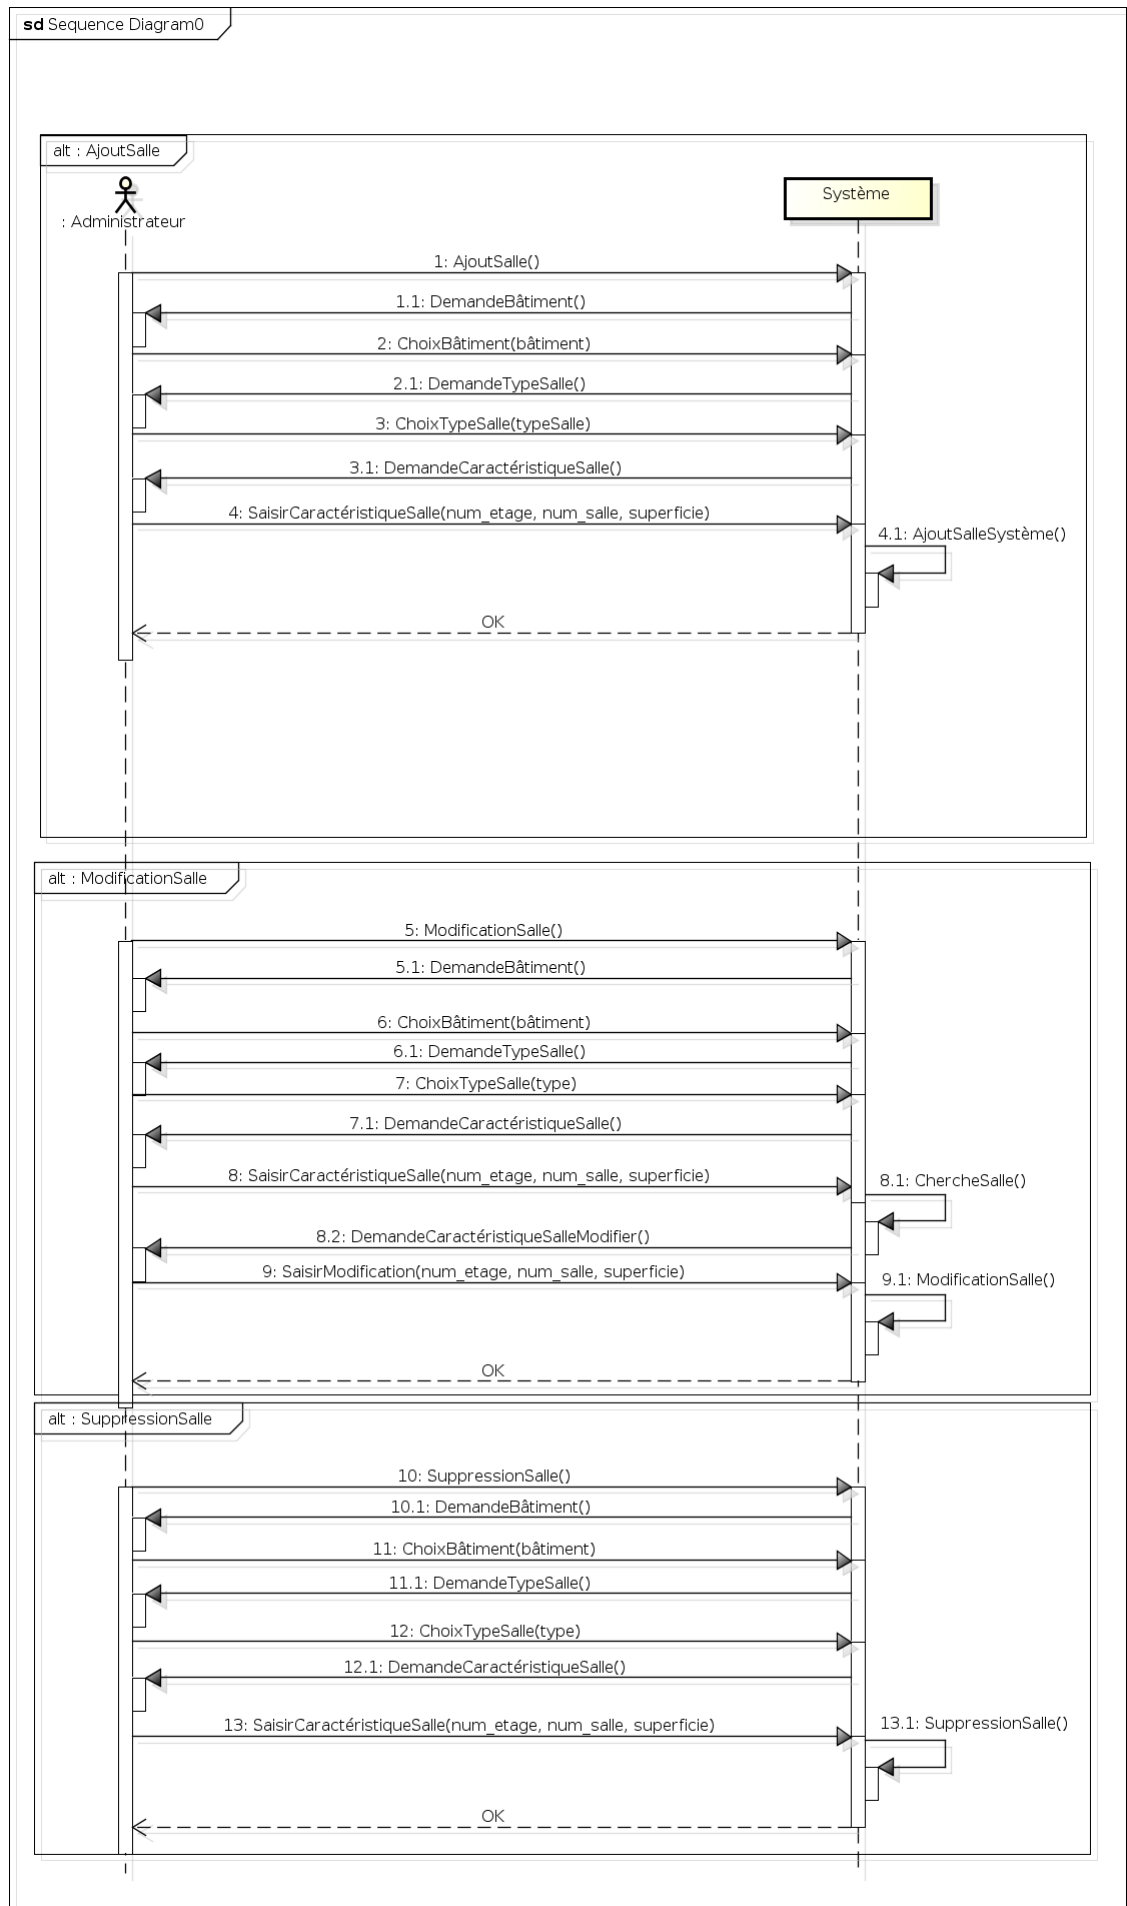 sd Sequence Diagram0
alt : AjoutSalle
: Administrateur
Système
1: AjoutSalle()
1.1: DemandeBâtiment()
2: ChoixBâtiment(bâtiment)
2.1: DemandeTypeSalle()
3: ChoixTypeSalle(typeSalle)
3.1: DemandeCaractéristiqueSalle()
4: SaisirCaractéristiqueSalle(num_etage, num_salle, superficie)
4.1: AjoutSalleSystème()
OK
alt : ModificationSalle
5: ModificationSalle()
5.1: DemandeBâtiment()
6: ChoixBâtiment(bâtiment)
6.1: DemandeTypeSalle()
7: ChoixTypeSalle(type)
7.1: DemandeCaractéristiqueSalle()
8: SaisirCaractéristiqueSalle(num_etage, num_salle, superficie)
8.1: ChercheSalle()
8.2: DemandeCaractéristiqueSalleModifier()
9: SaisirModification(num_etage, num_salle, superficie)
9.1: ModificationSalle()
OK
alt : SuppressionSalle
10: SuppressionSalle()
10.1: DemandeBâtiment()
11: ChoixBâtiment(bâtiment)
11.1: DemandeTypeSalle()
12: ChoixTypeSalle(type)
12.1: DemandeCaractéristiqueSalle()
13: SaisirCaractéristiqueSalle(num_etage, num_salle, superficie)
13.1: SuppressionSalle()
OK